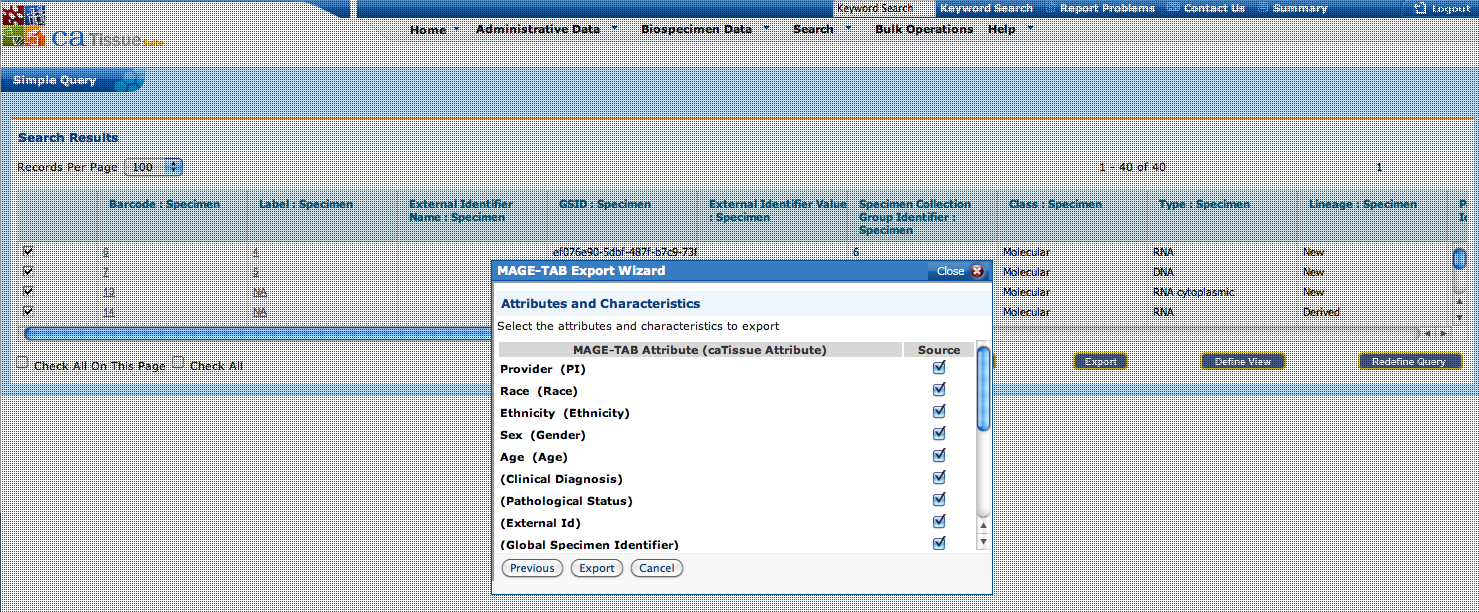 Keyword Search Keyword Search Report Problems Contact Us Summary Logout
caTissue Suite
Home Administrative Data Biospecimen Data Search Bulk Operations Help
Simple Query
Search Results
Records Per Page 100 1 - 40 of 40 1
Barcode : Specimen Label : Specimen External Identifier Name : Specimen GSID : Specimen External Identifier Value : Specimen Specimen Collection Group Identifier : Specimen Class : Specimen Type : Specimen Lineage : Specimen
4 ef076e90-5dbf-487f-b7c9-73f 6 Molecular RNA New
7 5 Molecular DNA New
13 NA Molecular RNA cytoplasmic New
14 NA Molecular RNA Derived
Check All On This Page Check All Export Define View Redefine Query
MAGE-TAB Export Wizard Close
Attributes and Characteristics
Select the attributes and characteristics to export
MAGE-TAB Attribute (caTissue Attribute) Source
Provider (PI)
Race (Race)
Ethnicity (Ethnicity)
Sex (Gender)
Age (Age)
(Clinical Diagnosis)
(Pathological Status)
(External Id)
(Global Specimen Identifier)
Previous Export Cancel